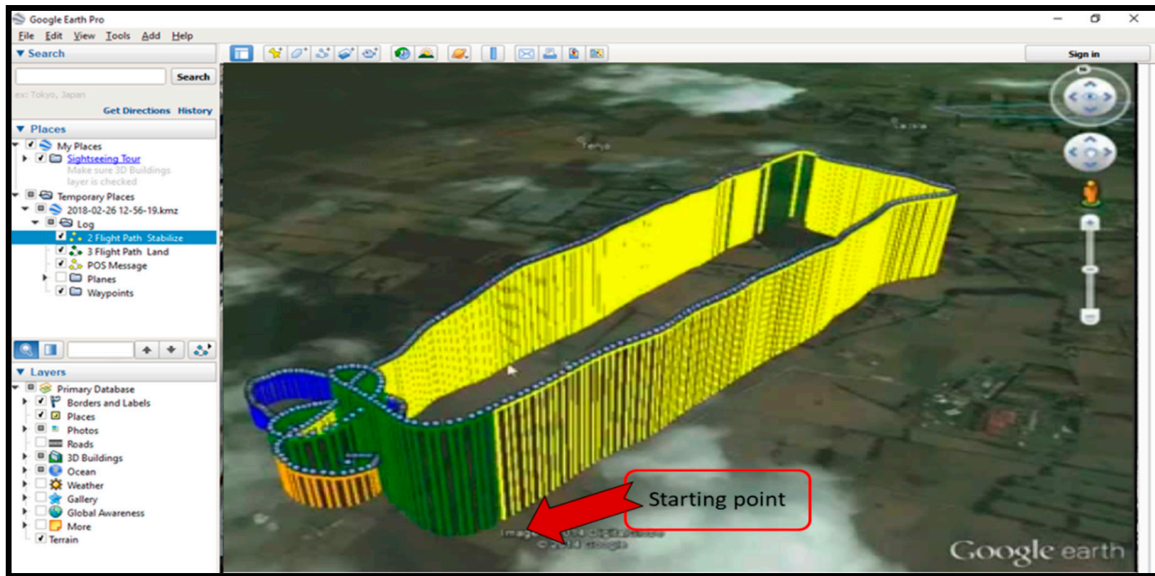 Google Earth Pro
File Edit View Tools Add Help
Search
Sign in
Search
ex: Tokyo, Japan
Get Directions History
Places
My Places
Sightseeing Tour
Make sure 3D Buildings
layer is checked
Temporary Places
2018-02-26 12-56-19.kmz
Log
2 Flight Path Stabilize
3 Flight Path Land
POS Message
Planes
Waypoints
Layers
Primary Database
Borders and Labels
Places
Photos
Roads
3D Buildings
Ocean
Weather
Gallery
Global Awareness
More
Terrain
N
Starting point
© 2014 Google
Google earth